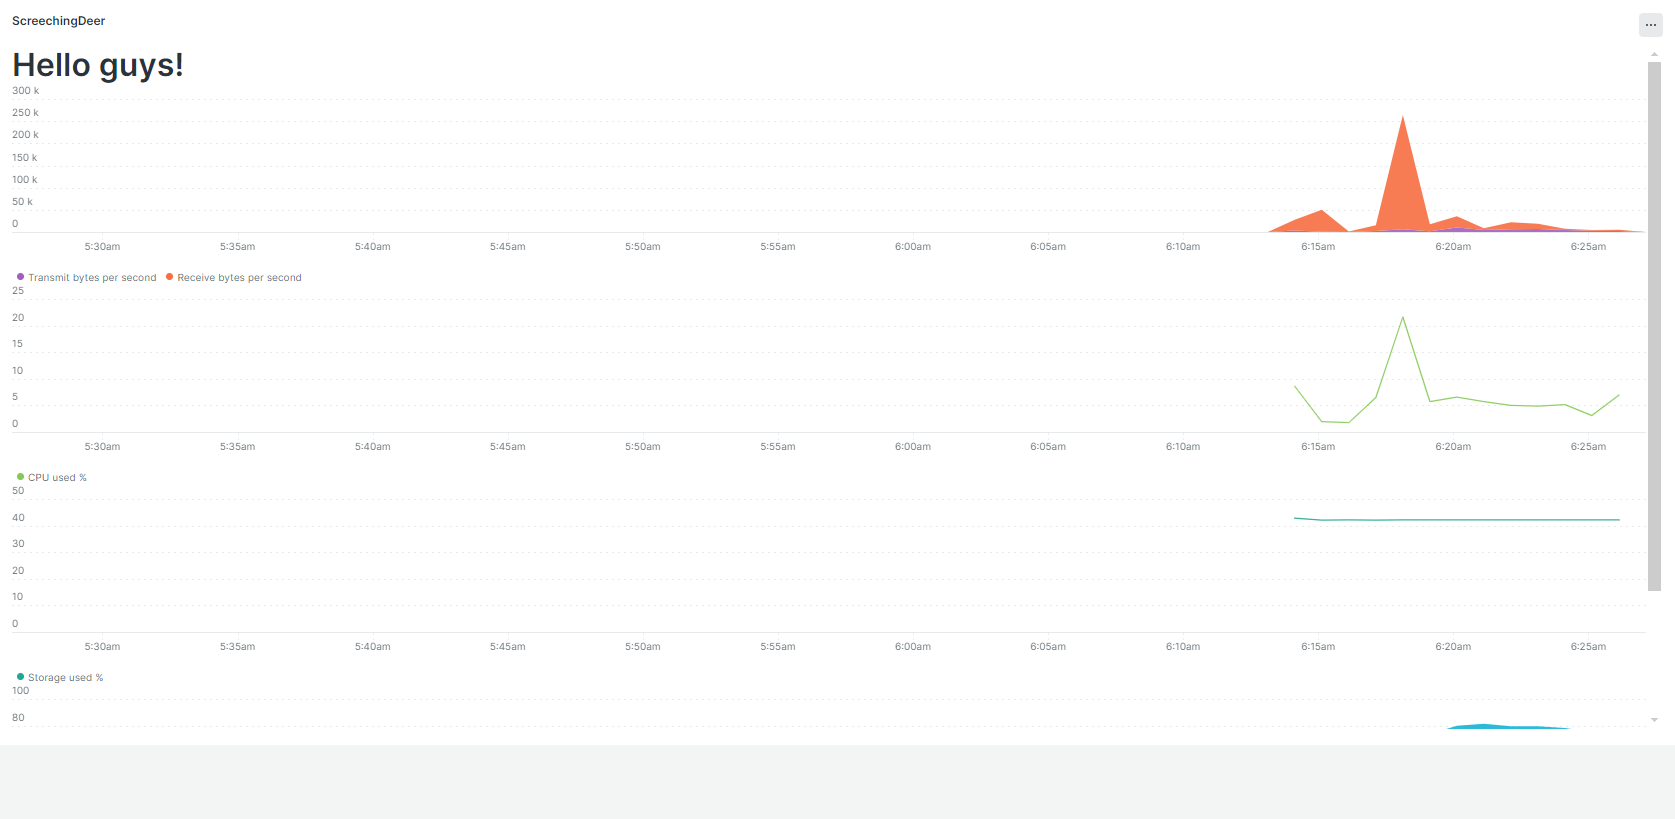 ScreechingDeer
Hello guys!
300 k
250 k
200 k
150 k
100 k
50 k
0
5:30am 5:35am 5:40am 5:45am 5:50am 5:55am 6:00am 6:05am 6:10am 6:15am 6:20am 6:25am
Transmit bytes per second Receive bytes per second
25
20
15
10
5
0
5:30am 5:35am 5:40am 5:45am 5:50am 5:55am 6:00am 6:05am 6:10am 6:15am 6:20am 6:25am
CPU used %
50
40
30
20
10
0
5:30am 5:35am 5:40am 5:45am 5:50am 5:55am 6:00am 6:05am 6:10am 6:15am 6:20am 6:25am
Storage used %
100
80